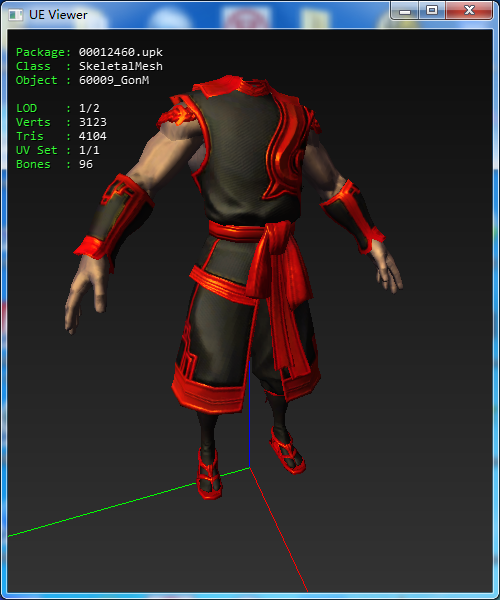 UE Viewer
Package: 00012460.upk
Class : SkeletalMesh
Object : 60009_GonM
LOD : 1/2
Verts : 3123
Tris : 4104
UV Set : 1/1
Bones : 96